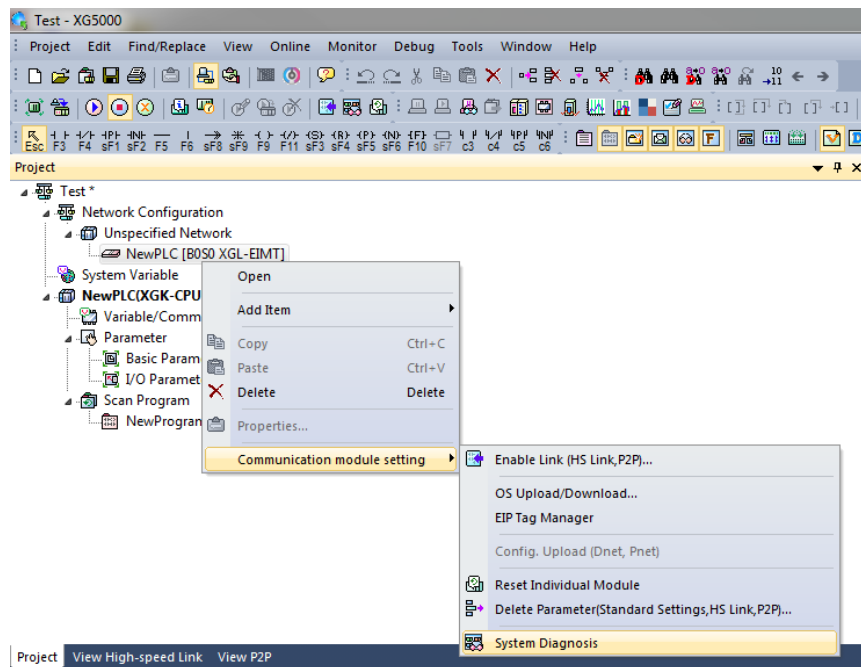 Test - XG5000
Project Edit Find/Replace View Online Monitor Debug Tools Window Help
Esc F3 F4 sF1 sF2 F5 F6 sF8 sF9 F9 F11 sF3 sF4 sF5 sF6 F10 sF7 c3 c4 c5 c6
Project
Test *
Network Configuration
Unspecified Network
NewPLC [B0S0 XGL-EIMT]
System Variable
NewPLC(XGK-CPU
Variable/Comm
Parameter
Basic Param
I/O Paramet
Scan Program
NewProgran
Open
Add Item
Copy Ctrl+C
Paste Ctrl+V
Delete Delete
Properties...
Communication module setting
Enable Link (HS Link,P2P)...
OS Upload/Download...
EIP Tag Manager
Config. Upload (Dnet, Pnet)
Reset Individual Module
Delete Parameter(Standard Settings,HS Link,P2P)...
System Diagnosis
Project View High-speed Link View P2P